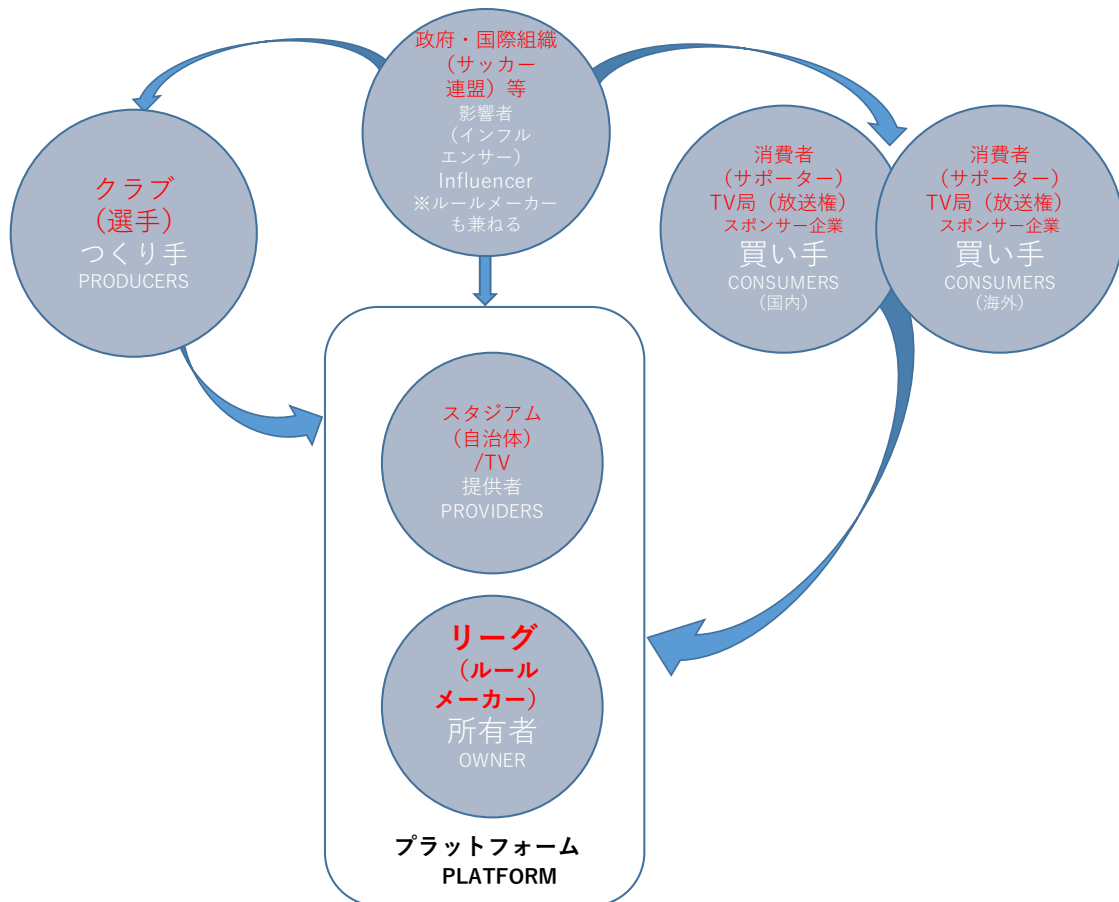 政府・国際組織
（サッカー
連盟）等
影響者
（インフル
エンサー）
Influencer
※ルールメーカー
も兼ねる
クラブ
（選手）
つくり手
PRODUCERS
消費者
（サポーター）
TV局（放送権）
スポンサー企業
買い手
CONSUMERS
（国内）
消費者
（サポーター）
TV局（放送権）
スポンサー企業
買い手
CONSUMERS
（海外）
スタジアム
（自治体）
/TV
提供者
PROVIDERS
リーグ
（ルール
メーカー）
所有者
OWNER
プラットフォーム
PLATFORM